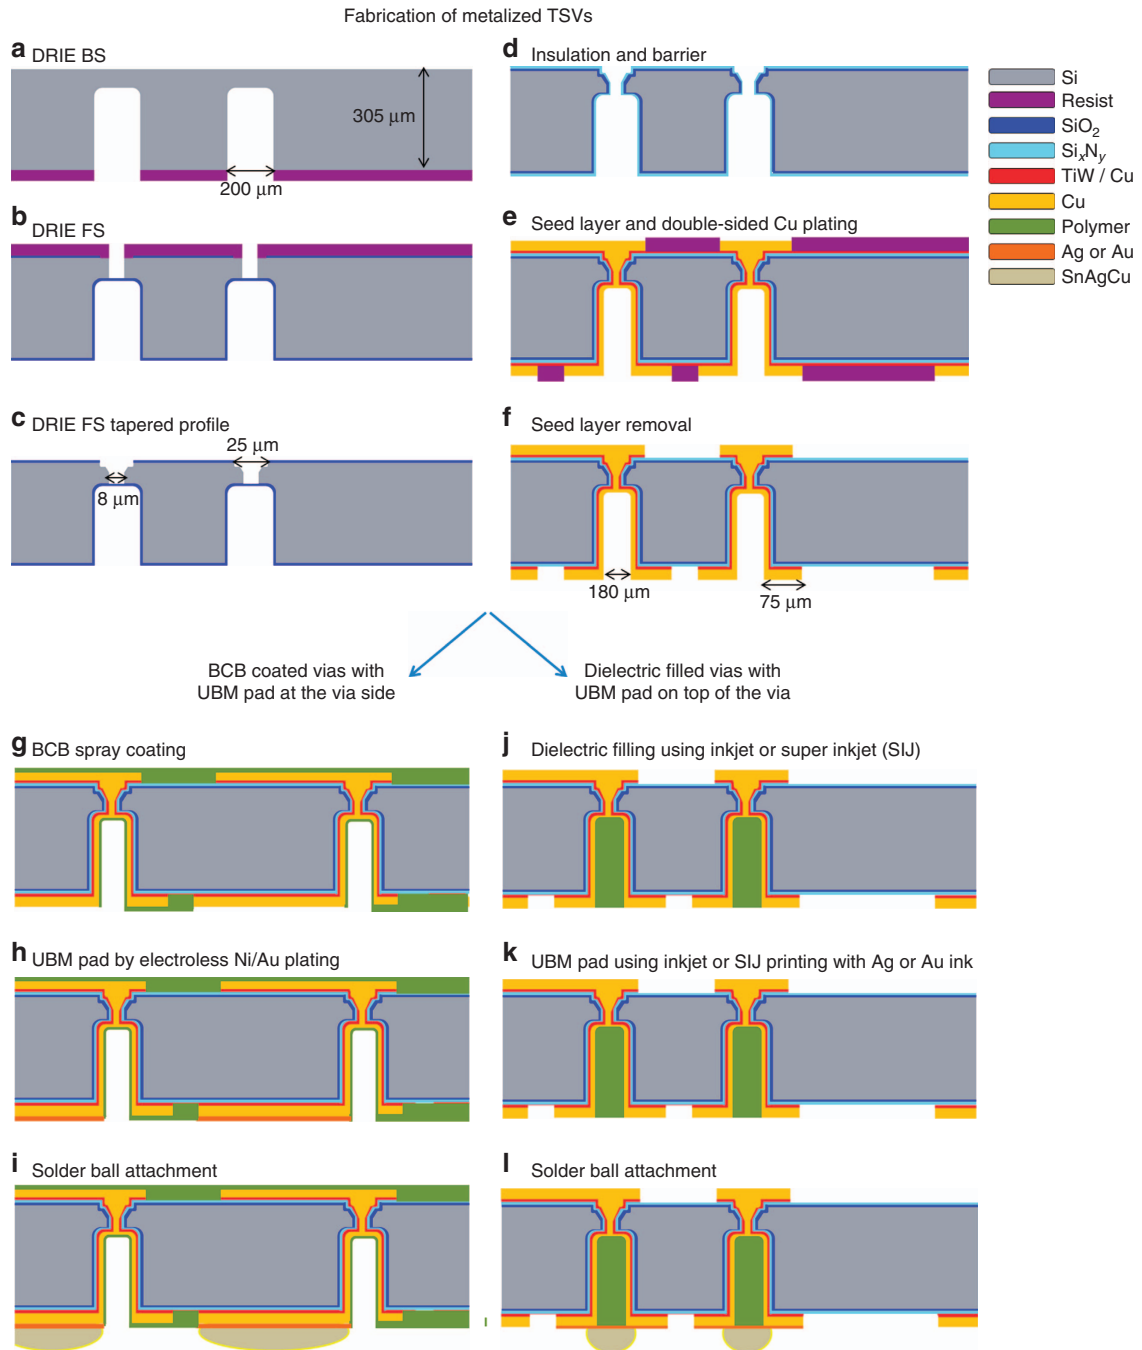 Fabrication of metalized TSVs
a DRIE BS
305 μm
200 μm
b DRIE FS
c DRIE FS tapered profile
25 μm
8 μm
d Insulation and barrier
e Seed layer and double-sided Cu plating
f Seed layer removal
180 μm
75 μm
Si
Resist
SiO2
SixNy
TiW / Cu
Cu
Polymer
Ag or Au
SnAgCu
BCB coated vias with
UBM pad at the via side
Dielectric filled vias with
UBM pad on top of the via
g BCB spray coating
h UBM pad by electroless Ni/Au plating
i Solder ball attachment
j Dielectric filling using inkjet or super inkjet (SIJ)
k UBM pad using inkjet or SIJ printing with Ag or Au ink
l Solder ball attachment